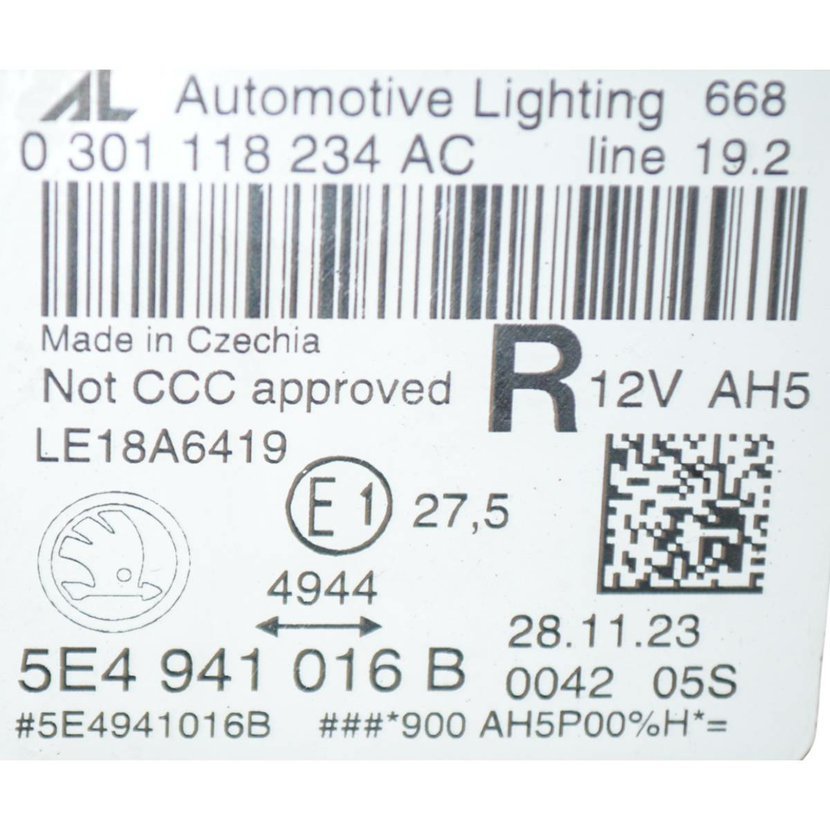 AL Automotive Lighting 668
0 301 118 234 AC line 19.2
Made in Czechia
Not CCC approved R 12V AH5
LE18A6419
E1 27,5
4944
28.11.23
5E4 941 016 B 0042 05S
#5E4941016B ###*900 AH5P00%H*=